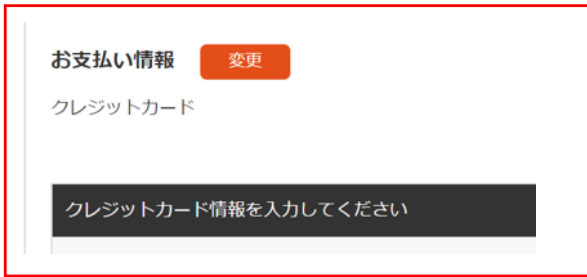 お支払い情報 変更
クレジットカード
クレジットカード情報を入力してください